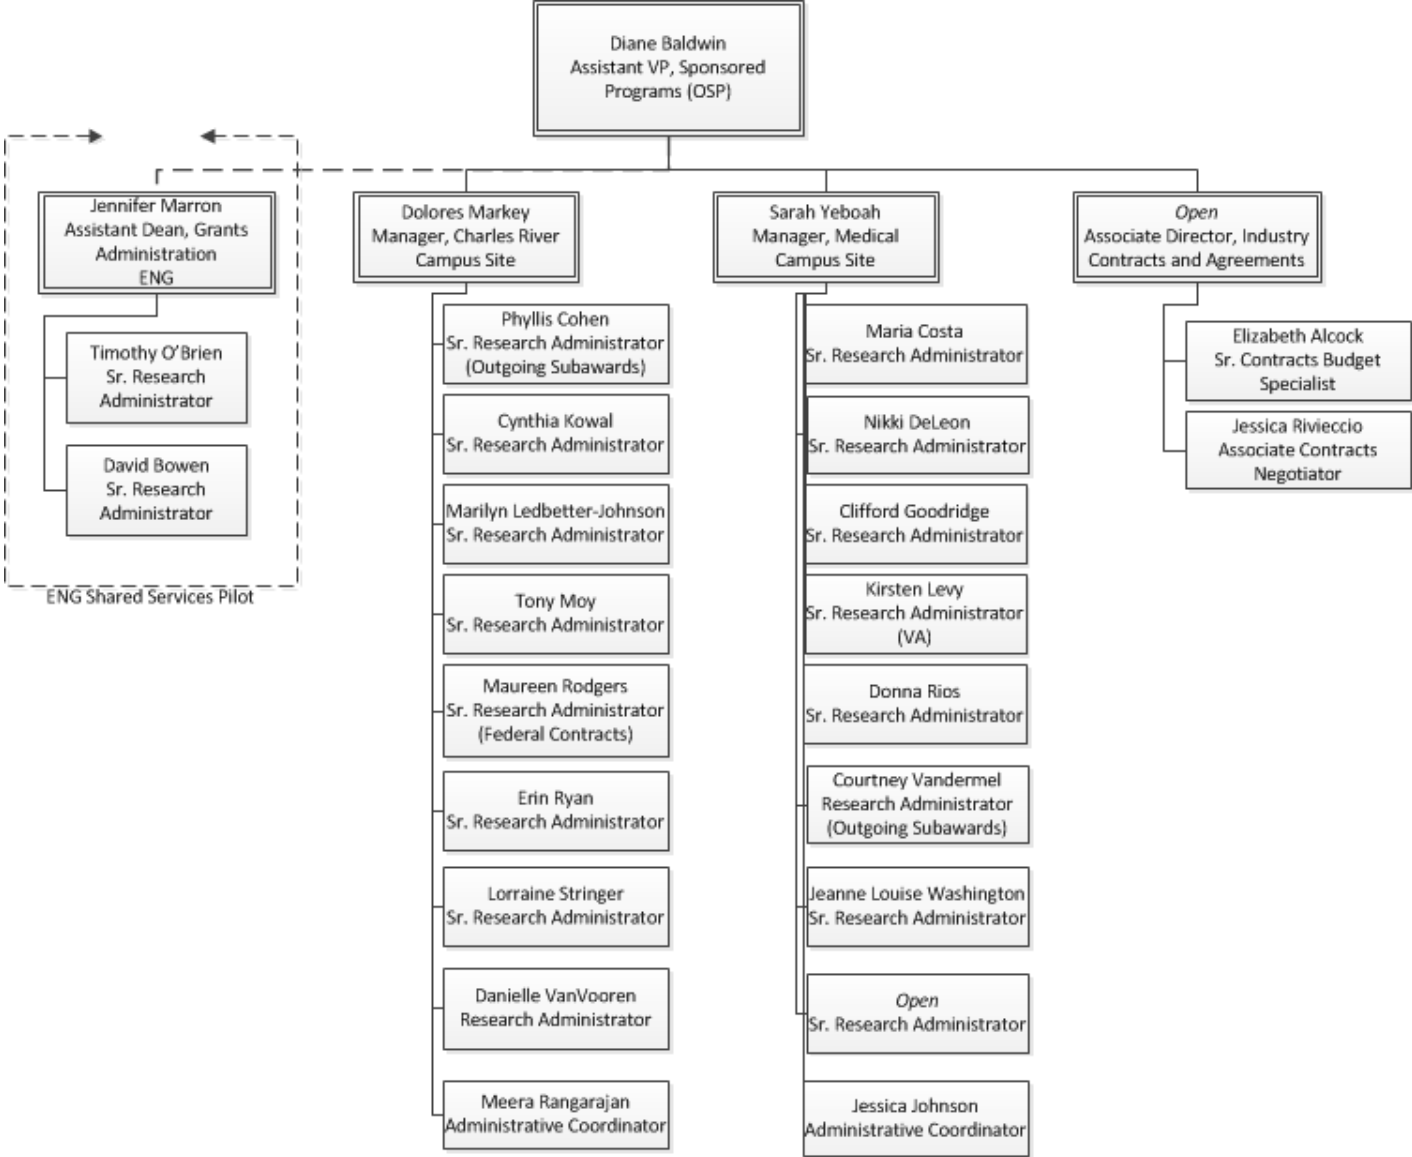 Diane Baldwin
Assistant VP, Sponsored
Programs (OSP)
Jennifer Marron
Assistant Dean, Grants
Administration
ENG
Timothy O'Brien
Sr. Research
Administrator
David Bowen
Sr. Research
Administrator
ENG Shared Services Pilot
Dolores Markey
Manager, Charles River
Campus Site
Phyllis Cohen
Sr. Research Administrator
(Outgoing Subawards)
Cynthia Kowal
Sr. Research Administrator
Marilyn Ledbetter-Johnson
Sr. Research Administrator
Tony Moy
Sr. Research Administrator
Maureen Rodgers
Sr. Research Administrator
(Federal Contracts)
Erin Ryan
Sr. Research Administrator
Lorraine Stringer
Sr. Research Administrator
Danielle VanVooren
Research Administrator
Meera Rangarajan
Administrative Coordinator
Sarah Yeboah
Manager, Medical
Campus Site
Maria Costa
Sr. Research Administrator
Nikki DeLeon
Sr. Research Administrator
Clifford Goodridge
Sr. Research Administrator
Kirsten Levy
Sr. Research Administrator
(VA)
Donna Rios
Sr. Research Administrator
Courtney Vandermel
Research Administrator
(Outgoing Subawards)
Jeanne Louise Washington
Sr. Research Administrator
Open
Sr. Research Administrator
Jessica Johnson
Administrative Coordinator
Open
Associate Director, Industry
Contracts and Agreements
Elizabeth Alcock
Sr. Contracts Budget
Specialist
Jessica Rivieccio
Associate Contracts
Negotiator